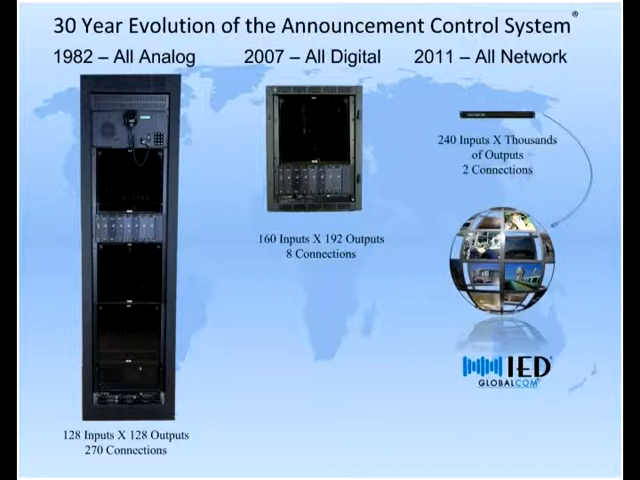 30 Year Evolution of the Announcement Control System®
1982 – All Analog
2007 – All Digital
2011 – All Network
128 Inputs X 128 Outputs
270 Connections
160 Inputs X 192 Outputs
8 Connections
240 Inputs X Thousands
of Outputs
2 Connections
IED
GLOBALCOM